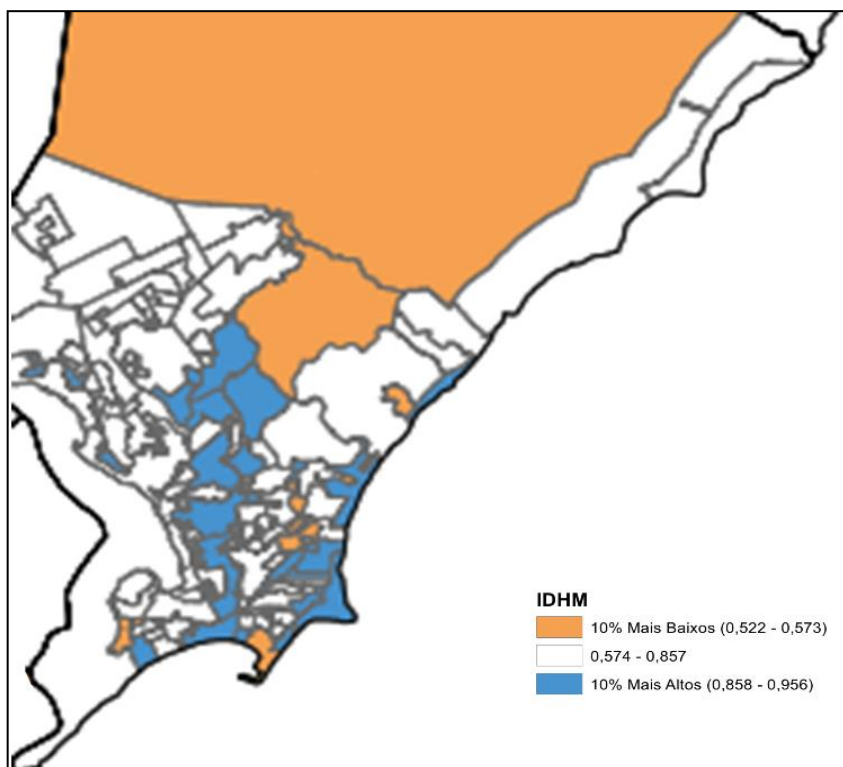 IDHM
10% Mais Baixos (0,522 - 0,573)
0,574 - 0,857
10% Mais Altos (0,858 - 0,956)